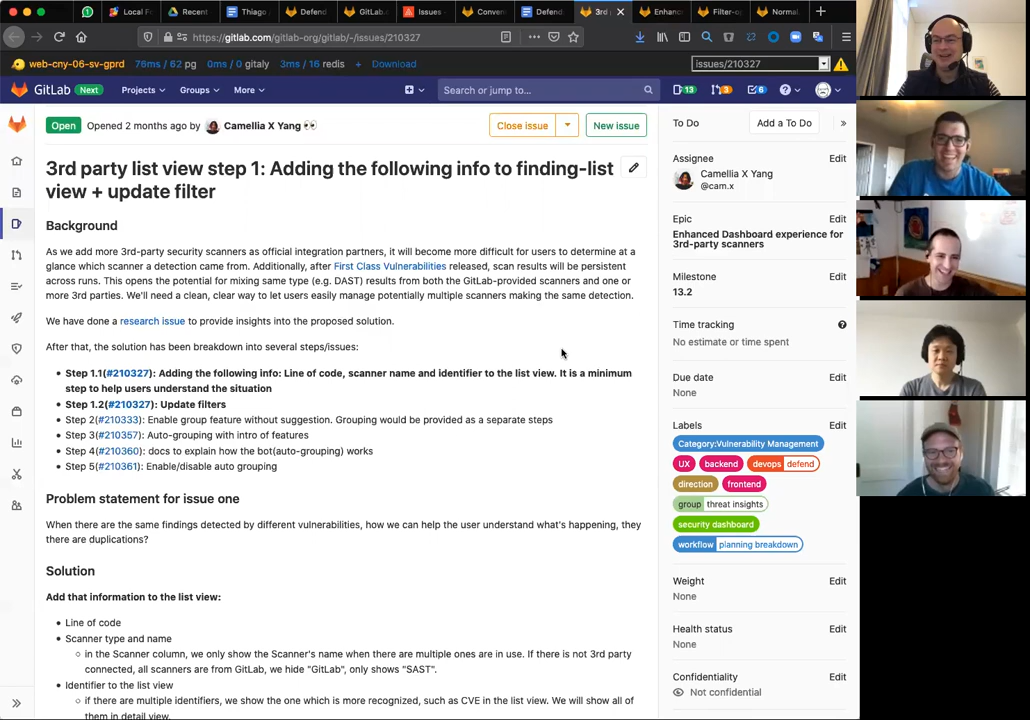 Local F
Recent
Thiago
Defend
GitLab.
Issues -
Conver
Defend
3rd
Enhanc
Filter-o
Normal
https://gitlab.com/gitlab-org/gitlab/-/issues/210327
web-cny-06-sv-gprd 76ms / 62 pg 0ms / 0 gitaly 3ms / 16 redis Download issues/210327
GitLab Next Projects Groups More Search or jump to... 13 3 6
Open Opened 2 months ago by Camellia X Yang Close issue New issue
3rd party list view step 1: Adding the following info to finding-list
view + update filter
Background
As we add more 3rd-party security scanners as official integration partners, it will become more difficult for users to determine at a
glance which scanner a detection came from. Additionally, after First Class Vulnerabilities released, scan results will be persistent
across runs. This opens the potential for mixing same type (e.g. DAST) results from both the GitLab-provided scanners and one or
more 3rd parties. We'll need a clean, clear way to let users easily manage potentially multiple scanners making the same detection.
We have done a research issue to provide insights into the proposed solution.
After that, the solution has been breakdown into several steps/issues:
• Step 1.1(#210327): Adding the following info: Line of code, scanner name and identifier to the list view. It is a minimum
step to help users understand the situation
• Step 1.2(#210327): Update filters
• Step 2(#210333): Enable group feature without suggestion. Grouping would be provided as a separate steps
• Step 3(#210357): Auto-grouping with intro of features
• Step 4(#210360): docs to explain how the bot(auto-grouping) works
• Step 5(#210361): Enable/disable auto grouping
Problem statement for issue one
When there are the same findings detected by different vulnerabilities, how we can help the user understand what's happening, they
there are duplications?
Solution
Add that information to the list view:
• Line of code
• Scanner type and name
in the Scanner column, we only show the Scanner's name when there are multiple ones are in use. If there is not 3rd party
connected, all scanners are from GitLab, we hide "GitLab", only shows "SAST".
• Identifier to the list view
if there are multiple identifiers, we show the one which is more recognized, such as CVE in the list view. We will show all of
them in detail view.
To Do Add a To Do
Assignee Edit
Camellia X Yang
@cam.x
Epic Edit
Enhanced Dashboard experience for
3rd-party scanners
Milestone Edit
13.2
Time tracking
No estimate or time spent
Due date Edit
None
Labels Edit
Category:Vulnerability Management
UX backend devops defend
direction frontend
group threat insights
security dashboard
workflow planning breakdown
Weight Edit
None
Health status Edit
None
Confidentiality Edit
Not confidential